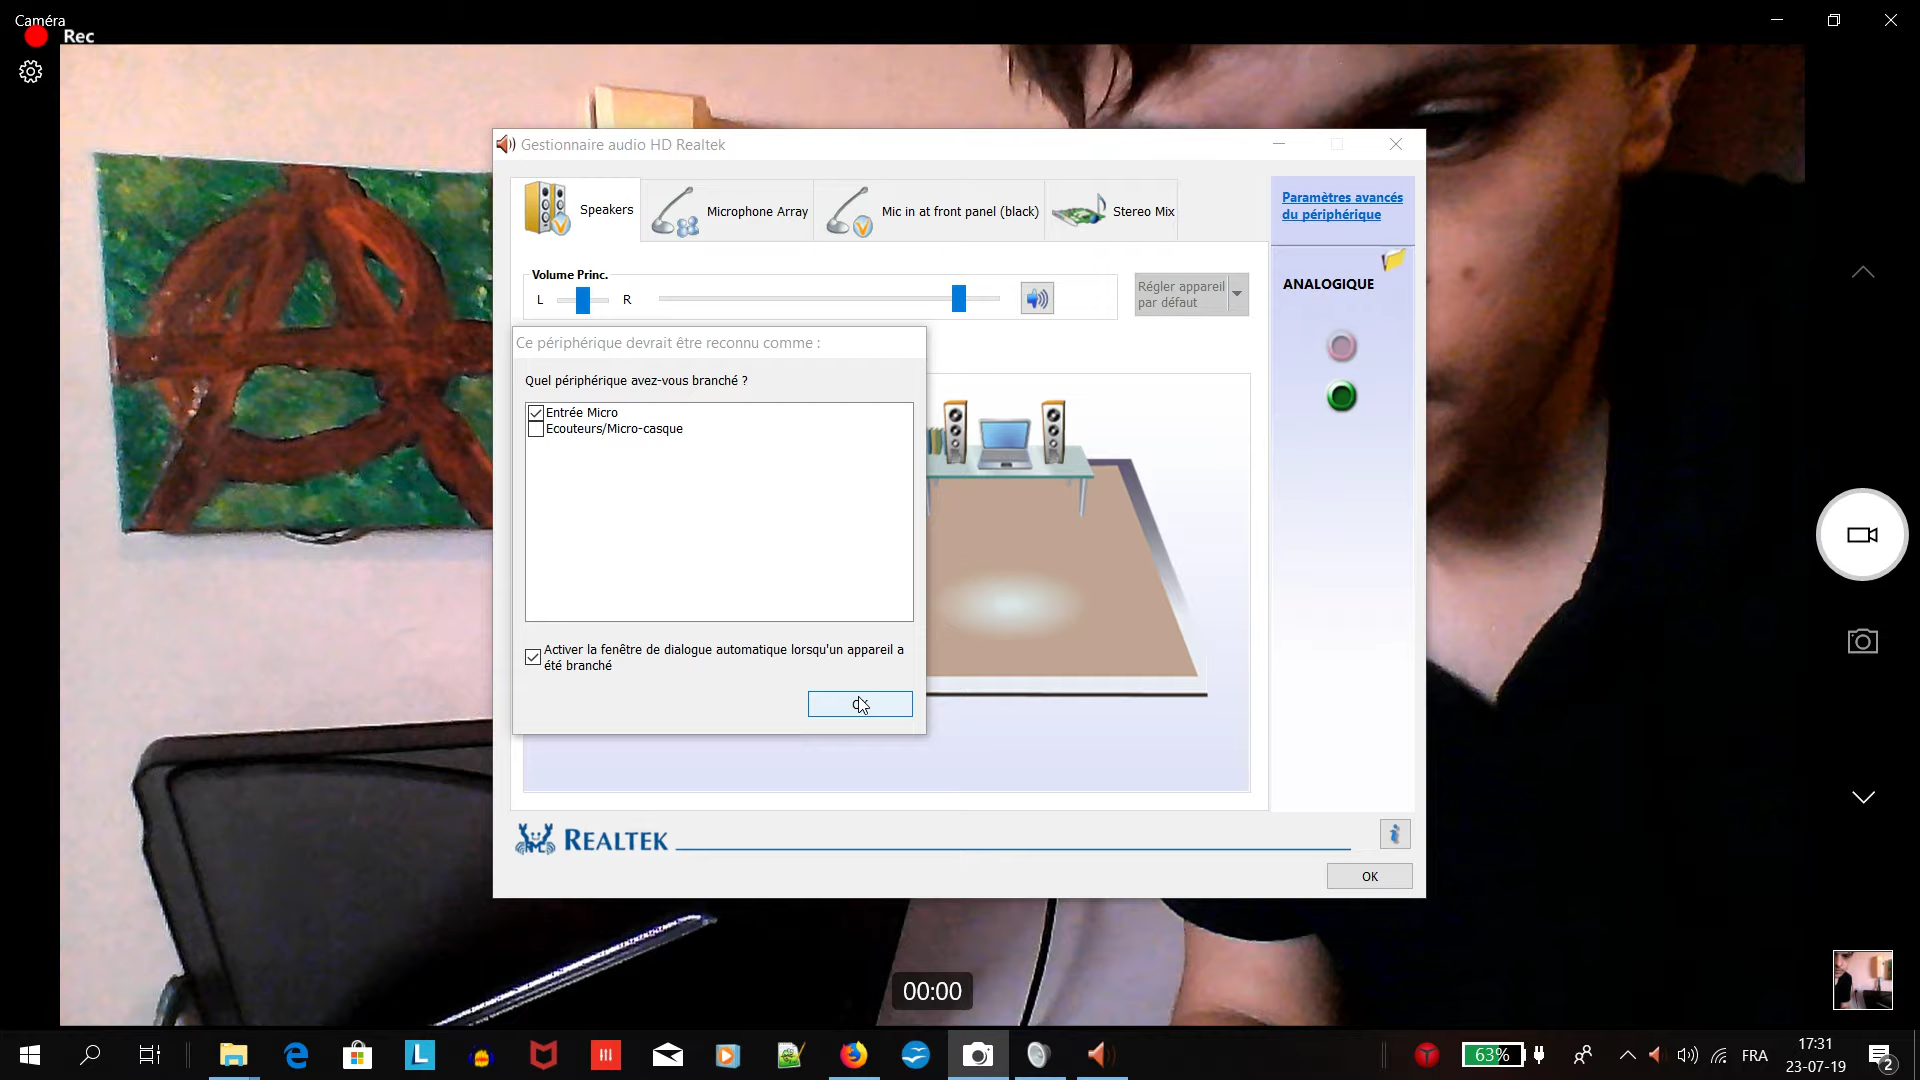 Caméra
Rec
Gestionnaire audio HD Realtek
Speakers
Microphone Array
Mic in at front panel (black)
Stereo Mix
Paramètres avancés
du périphérique
Volume Princ.
L
R
Régler appareil
par défaut
ANALOGIQUE
Ce périphérique devrait être reconnu comme :
Quel périphérique avez-vous branché ?
Entrée Micro
Ecouteurs/Micro-casque
Activer la fenêtre de dialogue automatique lorsqu'un appareil a
été branché
REALTEK
OK
00:00
63%
FRA
17:31
23-07-19
2